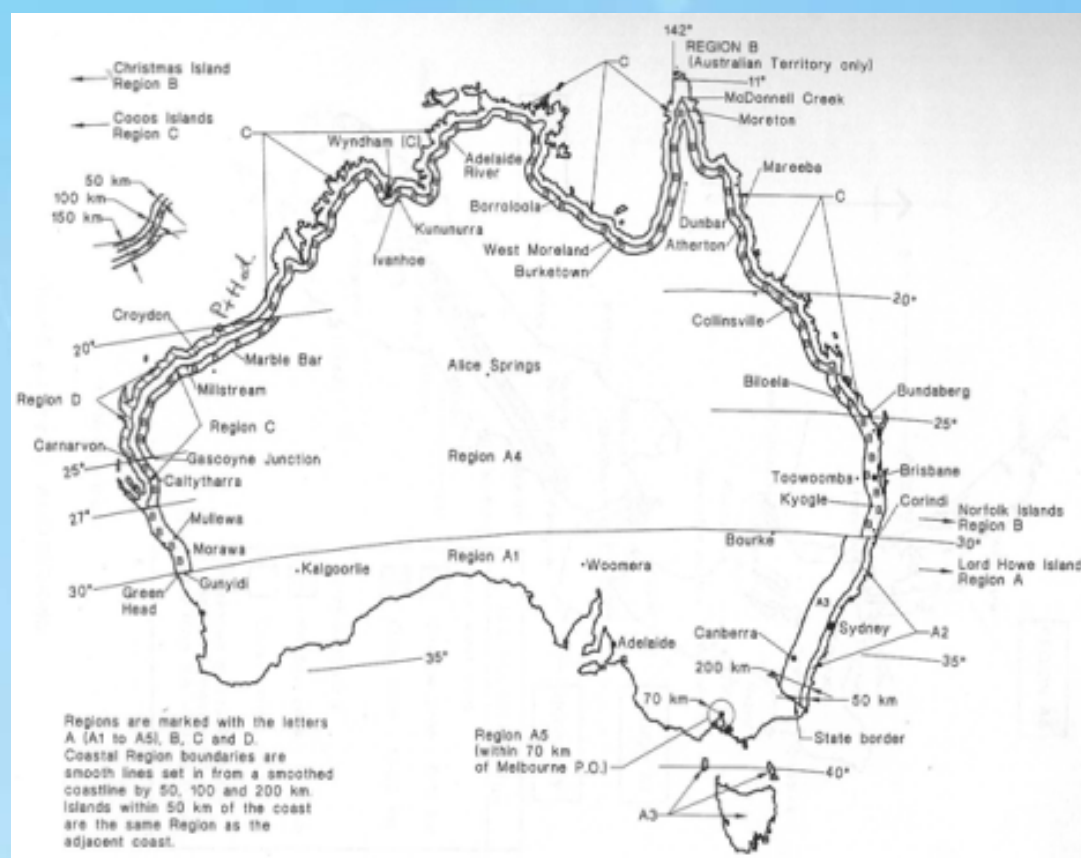 142°
REGION B
(Australian Territory only)
11°
McDonnell Creek
Moreton
Christmas Island
Region B
Cocos Islands
Region C
C
C
Wyndham (C)
Adelaide
River
Mareeba
C
50 km
100 km
150 km
Borroloola
Kununurra
Dunbar
Atherton
West Moreland
Burketown
Ivanhoe
20°
Croydon
Collinsville
20°
Marble Bar
Alice Springs
Millstream
Biloela
Bundaberg
Region D
Region C
25°
Carnarvon
Gascoyne Junction
Region A4
Toowoomba
Brisbane
25°
Caltytharra
Kyogle
Corindi
27°
Norfolk Islands
Region B
Mullewa
Bourke
30°
Morawa
Region A1
Lord Howe Island
Region A
Kalgoorlie
Woomera
30°
Gunyidi
Green
Head
A3
Sydney
A2
Adelaide
Canberra
35°
35°
200 km
70 km
50 km
Regions are marked with the letters
A (A1 to A5), B, C and D.
Coastal Region boundaries are
smooth lines set in from a smoothed
coastline by 50, 100 and 200 km.
Islands within 50 km of the coast
are the same Region as the
adjacent coast.
Region A5
(within 70 km
of Melbourne P.O.)
State border
40°
A3